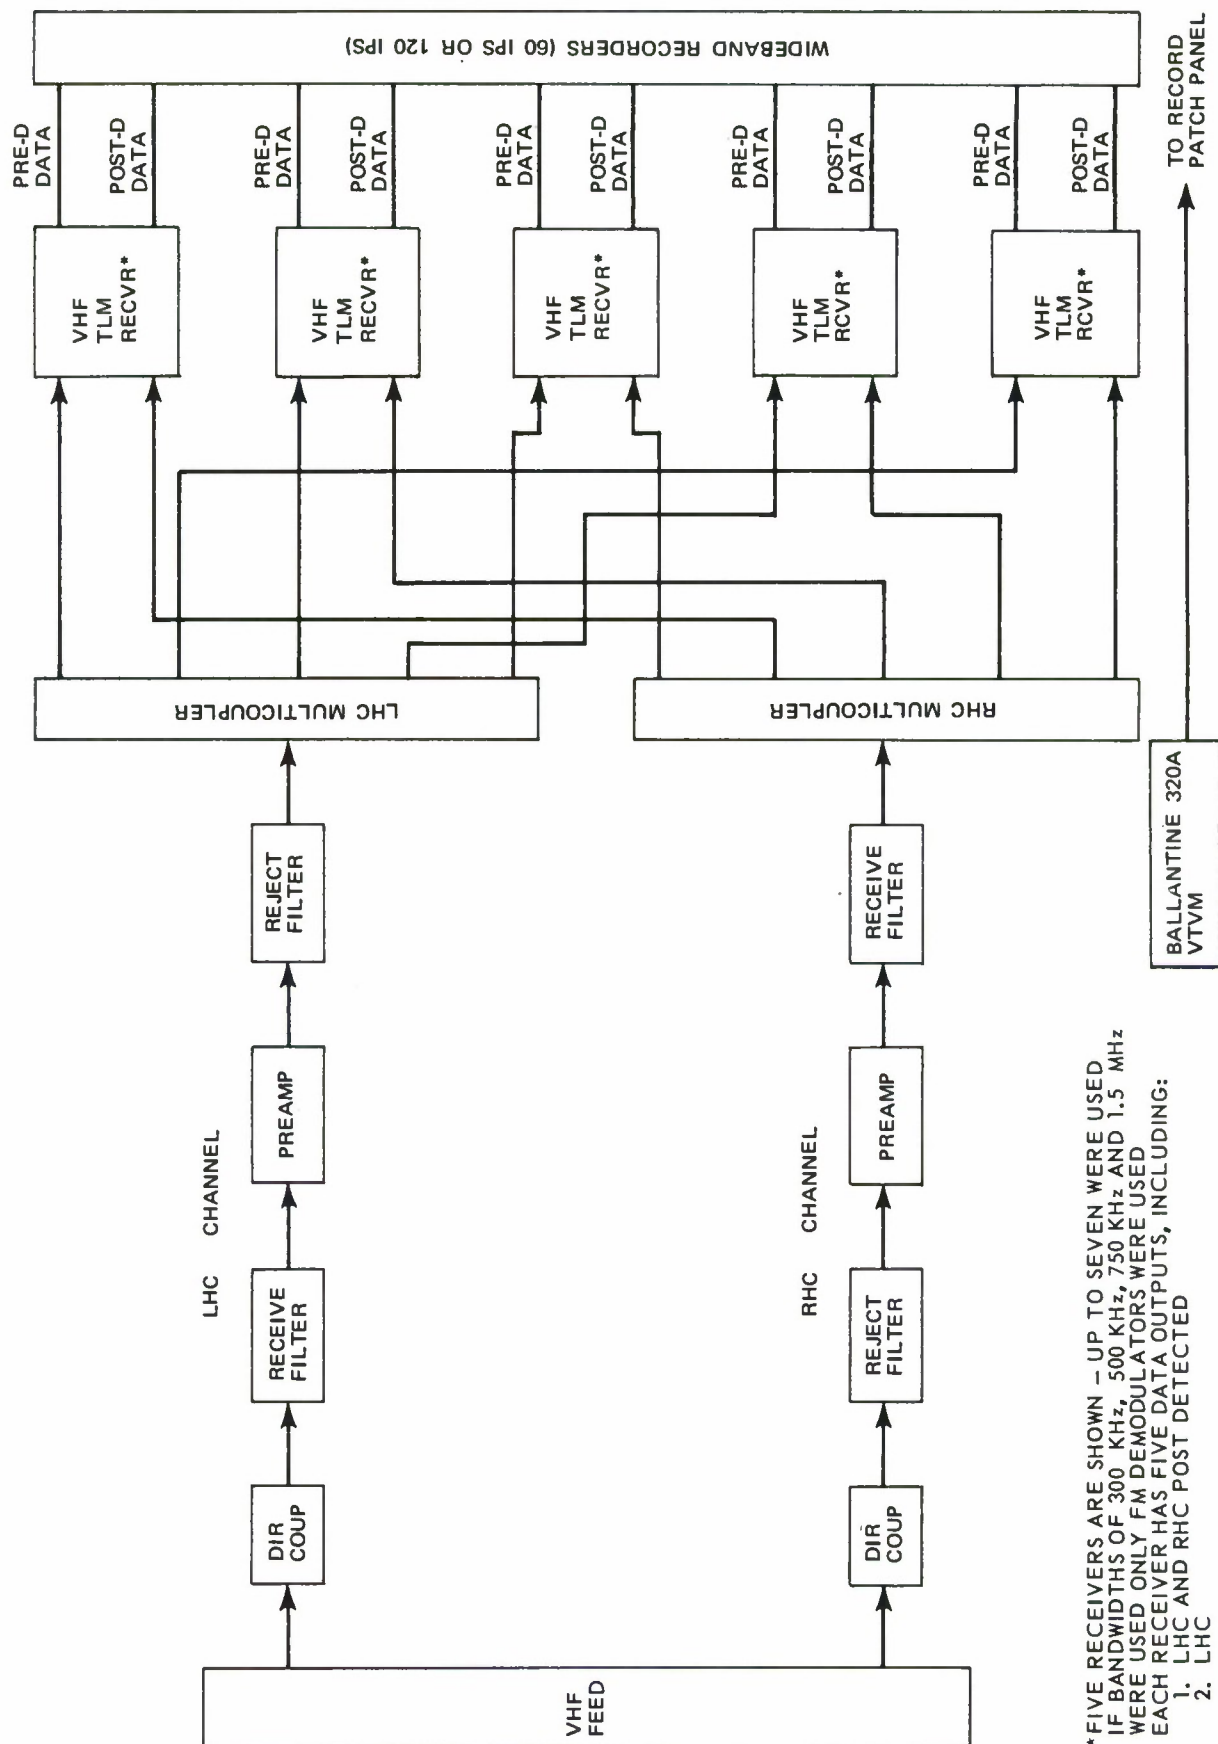 VHF
FEED
LHC CHANNEL
DIR
COUP
RECEIVE
FILTER
PREAMP
REJECT
FILTER
LHC MULTICOUPLER
RHC CHANNEL
DIR
COUP
REJECT
FILTER
PREAMP
RECEIVE
FILTER
RHC MULTICOUPLER
VHF
TLM
RECVR*
PRE-D
DATA
POST-D
DATA
VHF
TLM
RECVR*
PRE-D
DATA
POST-D
DATA
VHF
TLM
RECVR*
PRE-D
DATA
POST-D
DATA
VHF
TLM
RCVR*
PRE-D
DATA
POST-D
DATA
VHF
TLM
RCVR*
PRE-D
DATA
POST-D
DATA
WIDEBAND RECORDERS (60 IPS OR 120 IPS)
*FIVE RECEIVERS ARE SHOWN – UP TO SEVEN WERE USED
IF BANDWIDTHS OF 300 KHz, 500 KHz, 750 KHz AND 1.5 MHz
WERE USED ONLY FM DEMODULATORS WERE USED
EACH RECEIVER HAS FIVE DATA OUTPUTS, INCLUDING:
1. LHC AND RHC POST DETECTED
2. LHC
BALLANTINE 320A
VTVM
TO RECORD
PATCH PANEL